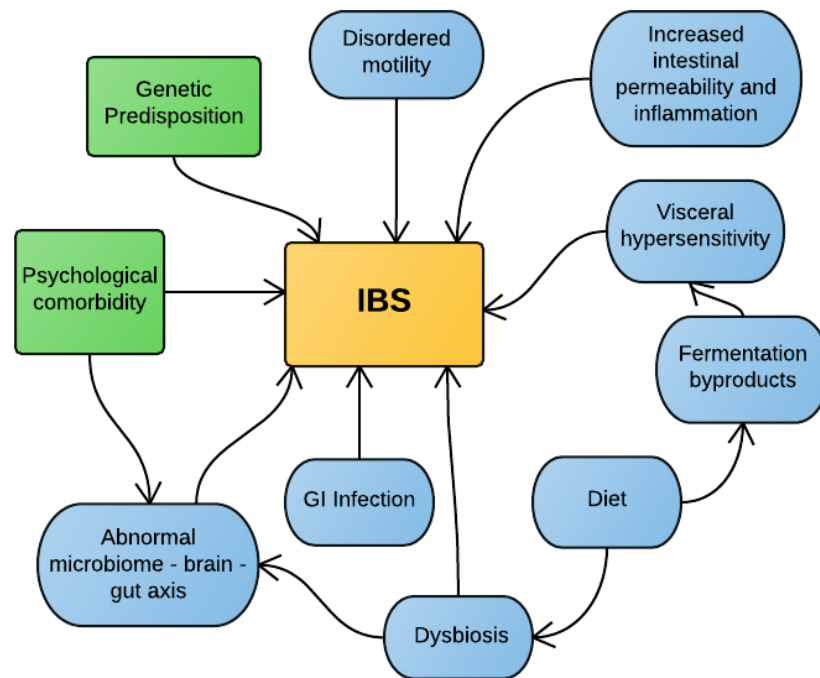 Disordered
motility
Increased
intestinal
permeability and
inflammation
Genetic
Predisposition
Visceral
hypersensitivity
Psychological
comorbidity
IBS
Fermentation
byproducts
GI Infection
Diet
Abnormal
microbiome - brain -
gut axis
Dysbiosis